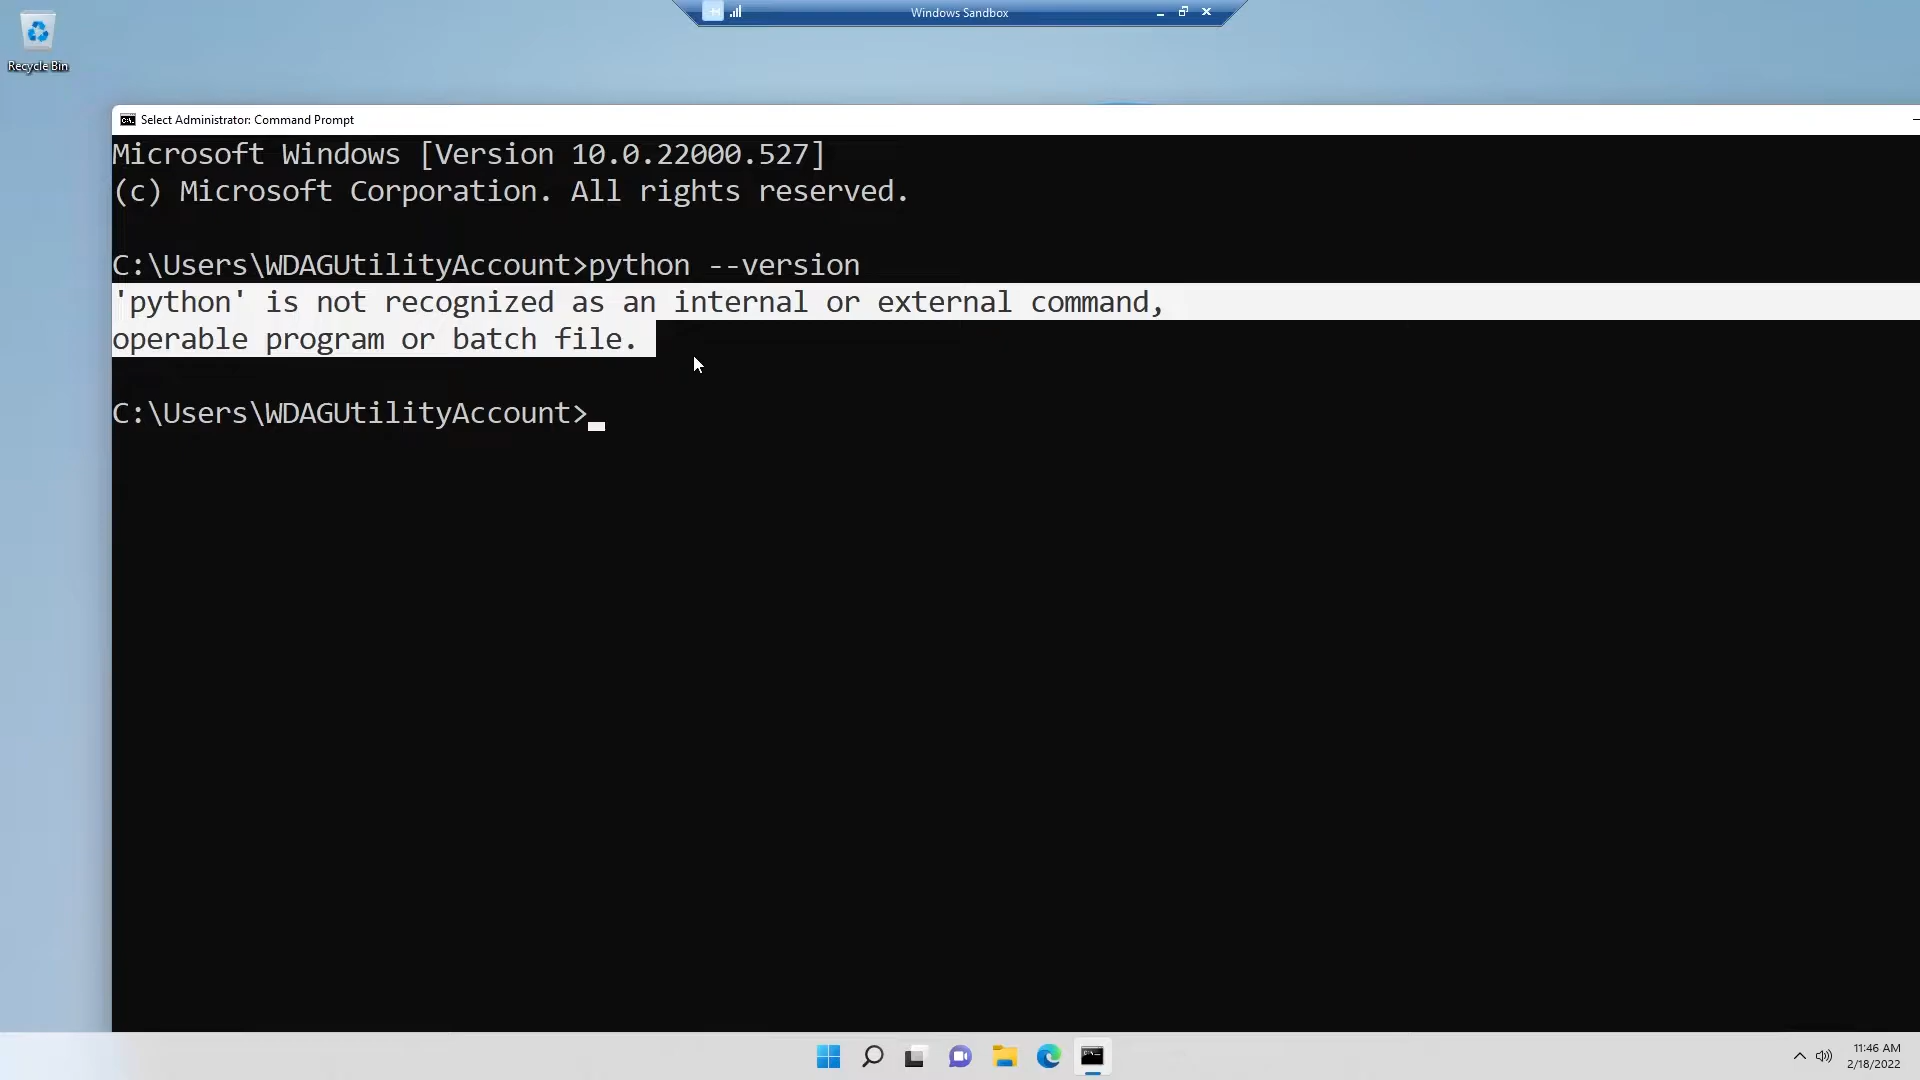 Windows Sandbox
Recycle Bin
Select Administrator: Command Prompt
Microsoft Windows [Version 10.0.22000.527]
(c) Microsoft Corporation. All rights reserved.
C:\Users\WDAGUtilityAccount>python --version
'python' is not recognized as an internal or external command,
operable program or batch file.
C:\Users\WDAGUtilityAccount>
11:46 AM
2/18/2022